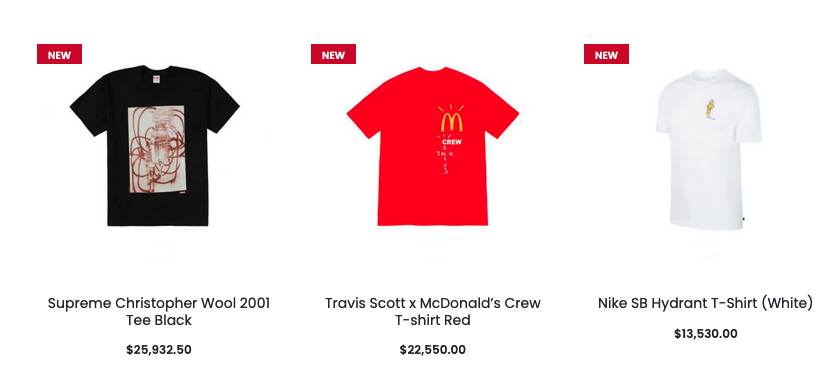 NEW
NEW
NEW
CREW
Supreme Christopher Wool 2001
Tee Black
$25,932.50
Travis Scott x McDonald’s Crew
T-shirt Red
$22,550.00
Nike SB Hydrant T-Shirt (White)
$13,530.00